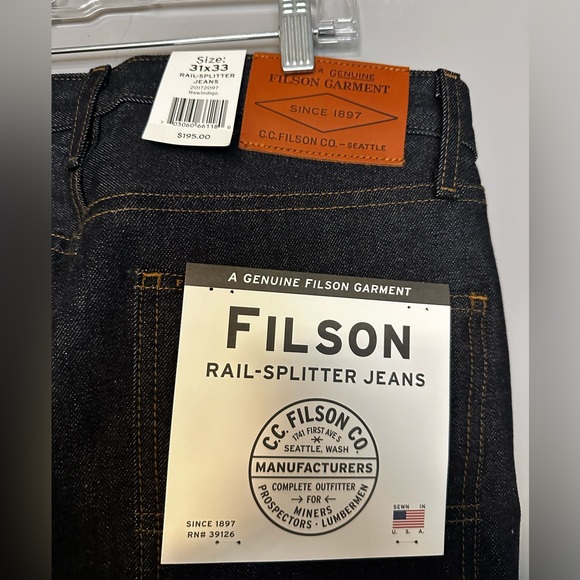 Size:
31x33
RAIL-SPLITTER
JEANS
20172097
Raw Indigo
$195.00
A GENUINE
FILSON GARMENT
SINCE 1897
C.C. FILSON CO. – SEATTLE
A GENUINE FILSON GARMENT
FILSON
RAIL-SPLITTER JEANS
C.C. FILSON CO.
1741 FIRST AVE S
SEATTLE, WASH
MANUFACTURERS
COMPLETE OUTFITTER
FOR
MINERS
PROSPECTORS · LUMBERMEN
SINCE 1897
RN# 39126
SEWN IN
U. S. A.